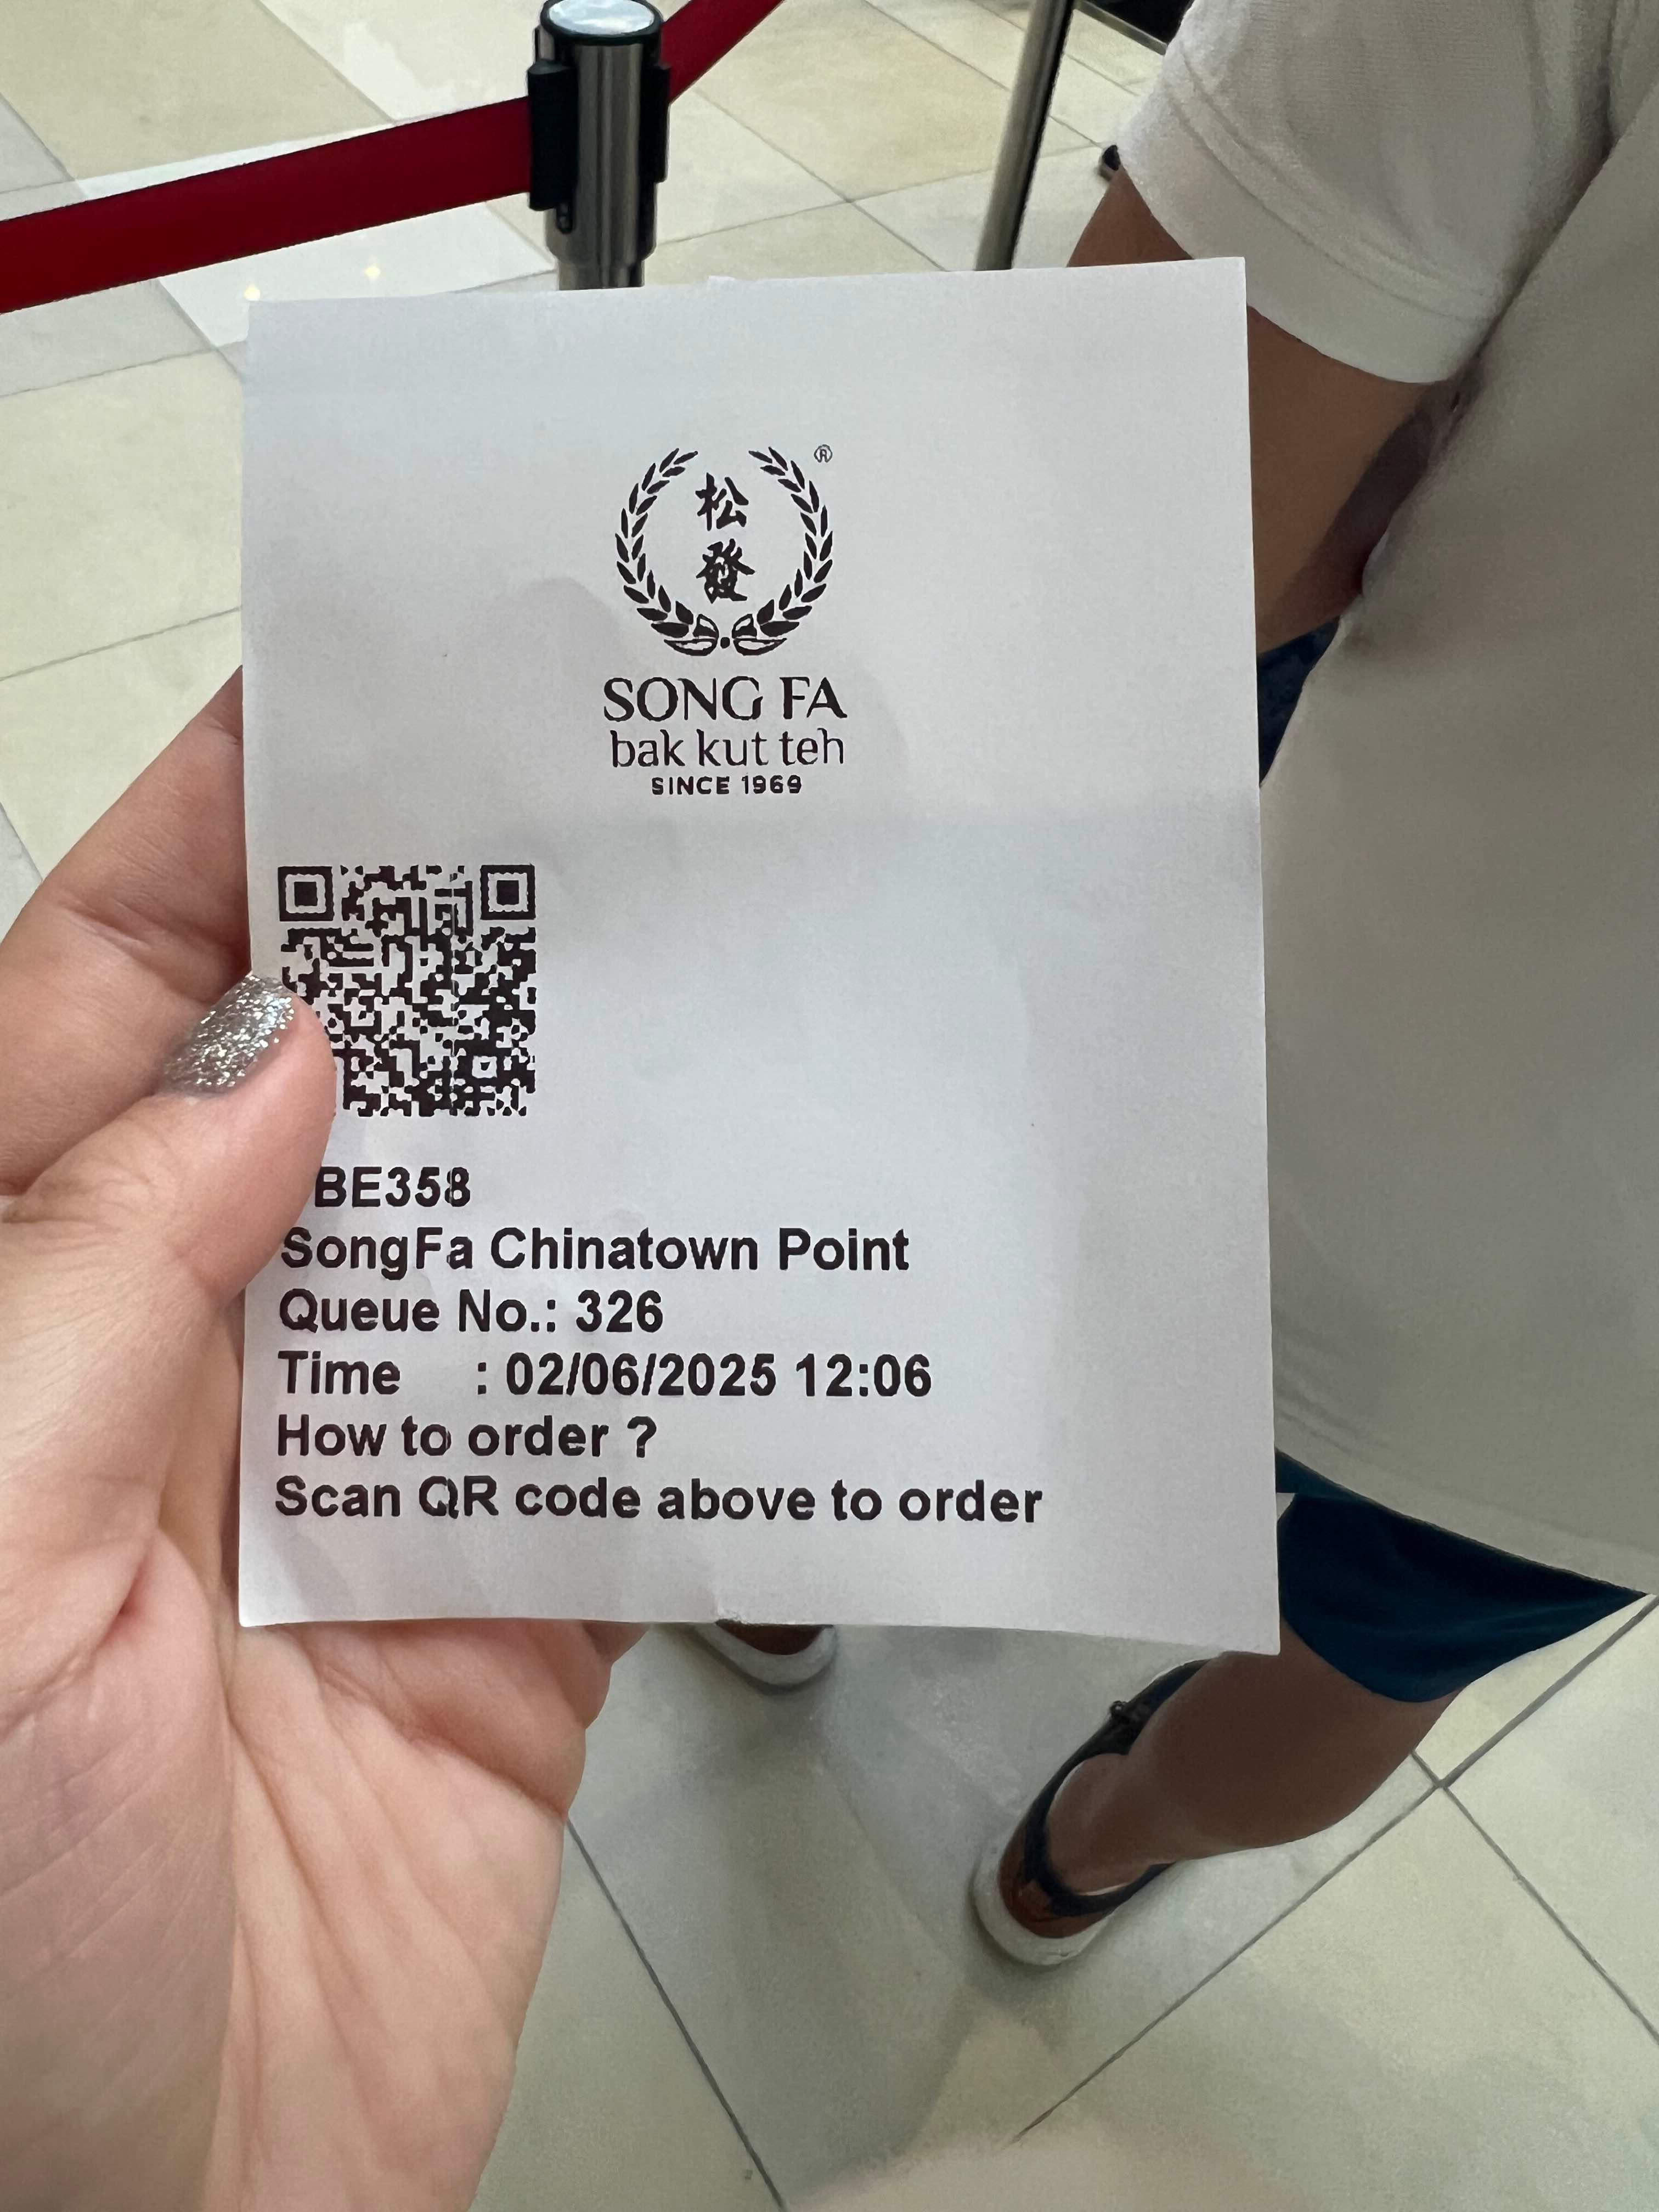 ®
松
發
SONG FA
bak kut teh
SINCE 1969
BE358
SongFa Chinatown Point
Queue No.: 326
Time : 02/06/2025 12:06
How to order ?
Scan QR code above to order